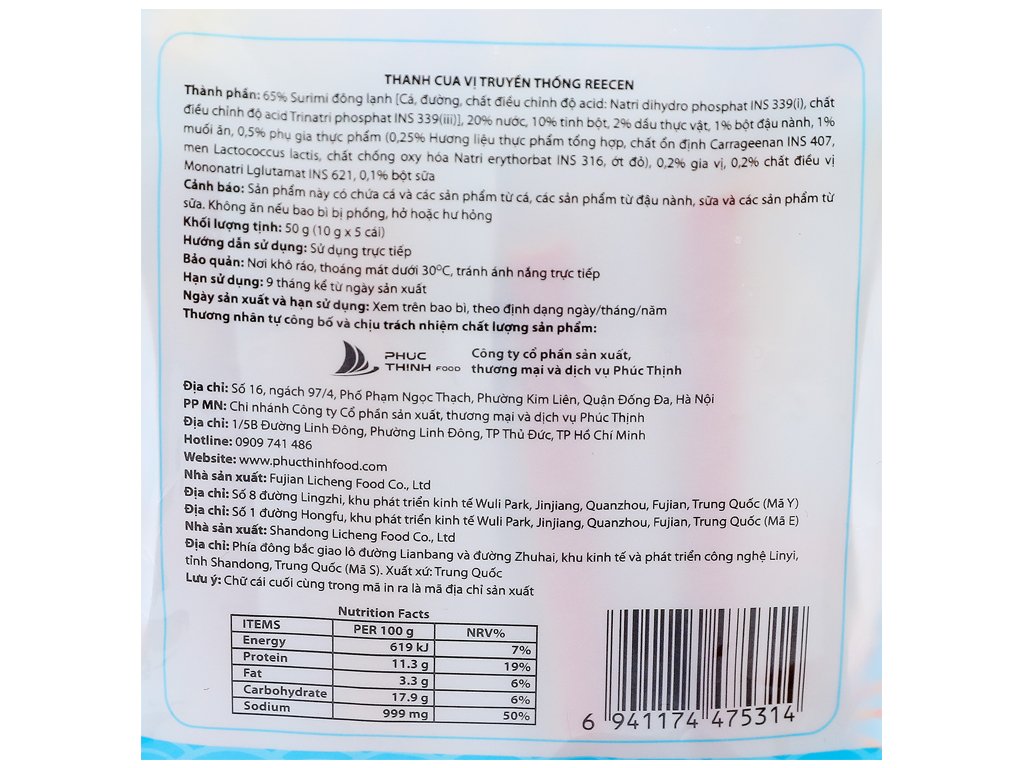 THANH CUA VỊ TRUYỀN THỐNG REECEN
Thành phần: 65% Surimi đông lạnh [Cá, đường, chất điều chỉnh độ acid: Natri dihydro phosphat INS 339(i), chất
điều chỉnh độ acid Trinatri phosphat INS 339(iii)], 20% nước, 10% tinh bột, 2% dầu thực vật, 1% bột đậu nành, 1%
muối ăn, 0,5% phụ gia thực phẩm (0,25% Hương liệu thực phẩm tổng hợp, chất ổn định Carrageenan INS 407,
men Lactococcus lactis, chất chống oxy hóa Natri erythorbat INS 316, ớt đỏ), 0,2% gia vị, 0,2% chất điều vị
Mononatri Lglutamat INS 621, 0,1% bột sữa
Cảnh báo: Sản phẩm này có chứa cá và các sản phẩm từ cá, các sản phẩm từ đậu nành, sữa và các sản phẩm từ
sữa. Không ăn nếu bao bì bị phồng, hở hoặc hư hỏng
Khối lượng tịnh: 50 g (10 g x 5 cái)
Hướng dẫn sử dụng: Sử dụng trực tiếp
Bảo quản: Nơi khô ráo, thoáng mát dưới 30°C, tránh ánh nắng trực tiếp
Hạn sử dụng: 9 tháng kể từ ngày sản xuất
Ngày sản xuất và hạn sử dụng: Xem trên bao bì, theo định dạng ngày/tháng/năm
Thương nhân tự công bố và chịu trách nhiệm chất lượng sản phẩm:
PHUC THỊNH FOOD
Công ty cổ phần sản xuất,
thương mại và dịch vụ Phúc Thịnh
Địa chỉ: Số 16, ngách 97/4, Phố Phạm Ngọc Thạch, Phường Kim Liên, Quận Đống Đa, Hà Nội
PP MN: Chi nhánh Công ty Cổ phần sản xuất, thương mại và dịch vụ Phúc Thịnh
Địa chỉ: 1/5B Đường Linh Đông, Phường Linh Đông, TP Thủ Đức, TP Hồ Chí Minh
Hotline: 0909 741 486
Website: www.phucthinhfood.com
Nhà sản xuất: Fujian Licheng Food Co., Ltd
Địa chỉ: Số 8 đường Lingzhi, khu phát triển kinh tế Wuli Park, Jinjiang, Quanzhou, Fujian, Trung Quốc (Mã Y)
Địa chỉ: Số 1 đường Hongfu, khu phát triển kinh tế Wuli Park, Jinjiang, Quanzhou, Fujian, Trung Quốc (Mã E)
Nhà sản xuất: Shandong Licheng Food Co., Ltd
Địa chỉ: Phía đông bắc giao lộ đường Lianbang và đường Zhuhai, khu kinh tế và phát triển công nghệ Linyi,
tỉnh Shandong, Trung Quốc (Mã S). Xuất xứ: Trung Quốc
Lưu ý: Chữ cái cuối cùng trong mã in ra là mã địa chỉ sản xuất
Nutrition Facts
ITEMS PER 100 g NRV%
Energy 619 kJ 7%
Protein 11.3 g 19%
Fat 3.3 g 6%
Carbohydrate 17.9 g 6%
Sodium 999 mg 50%
6 941174 475314